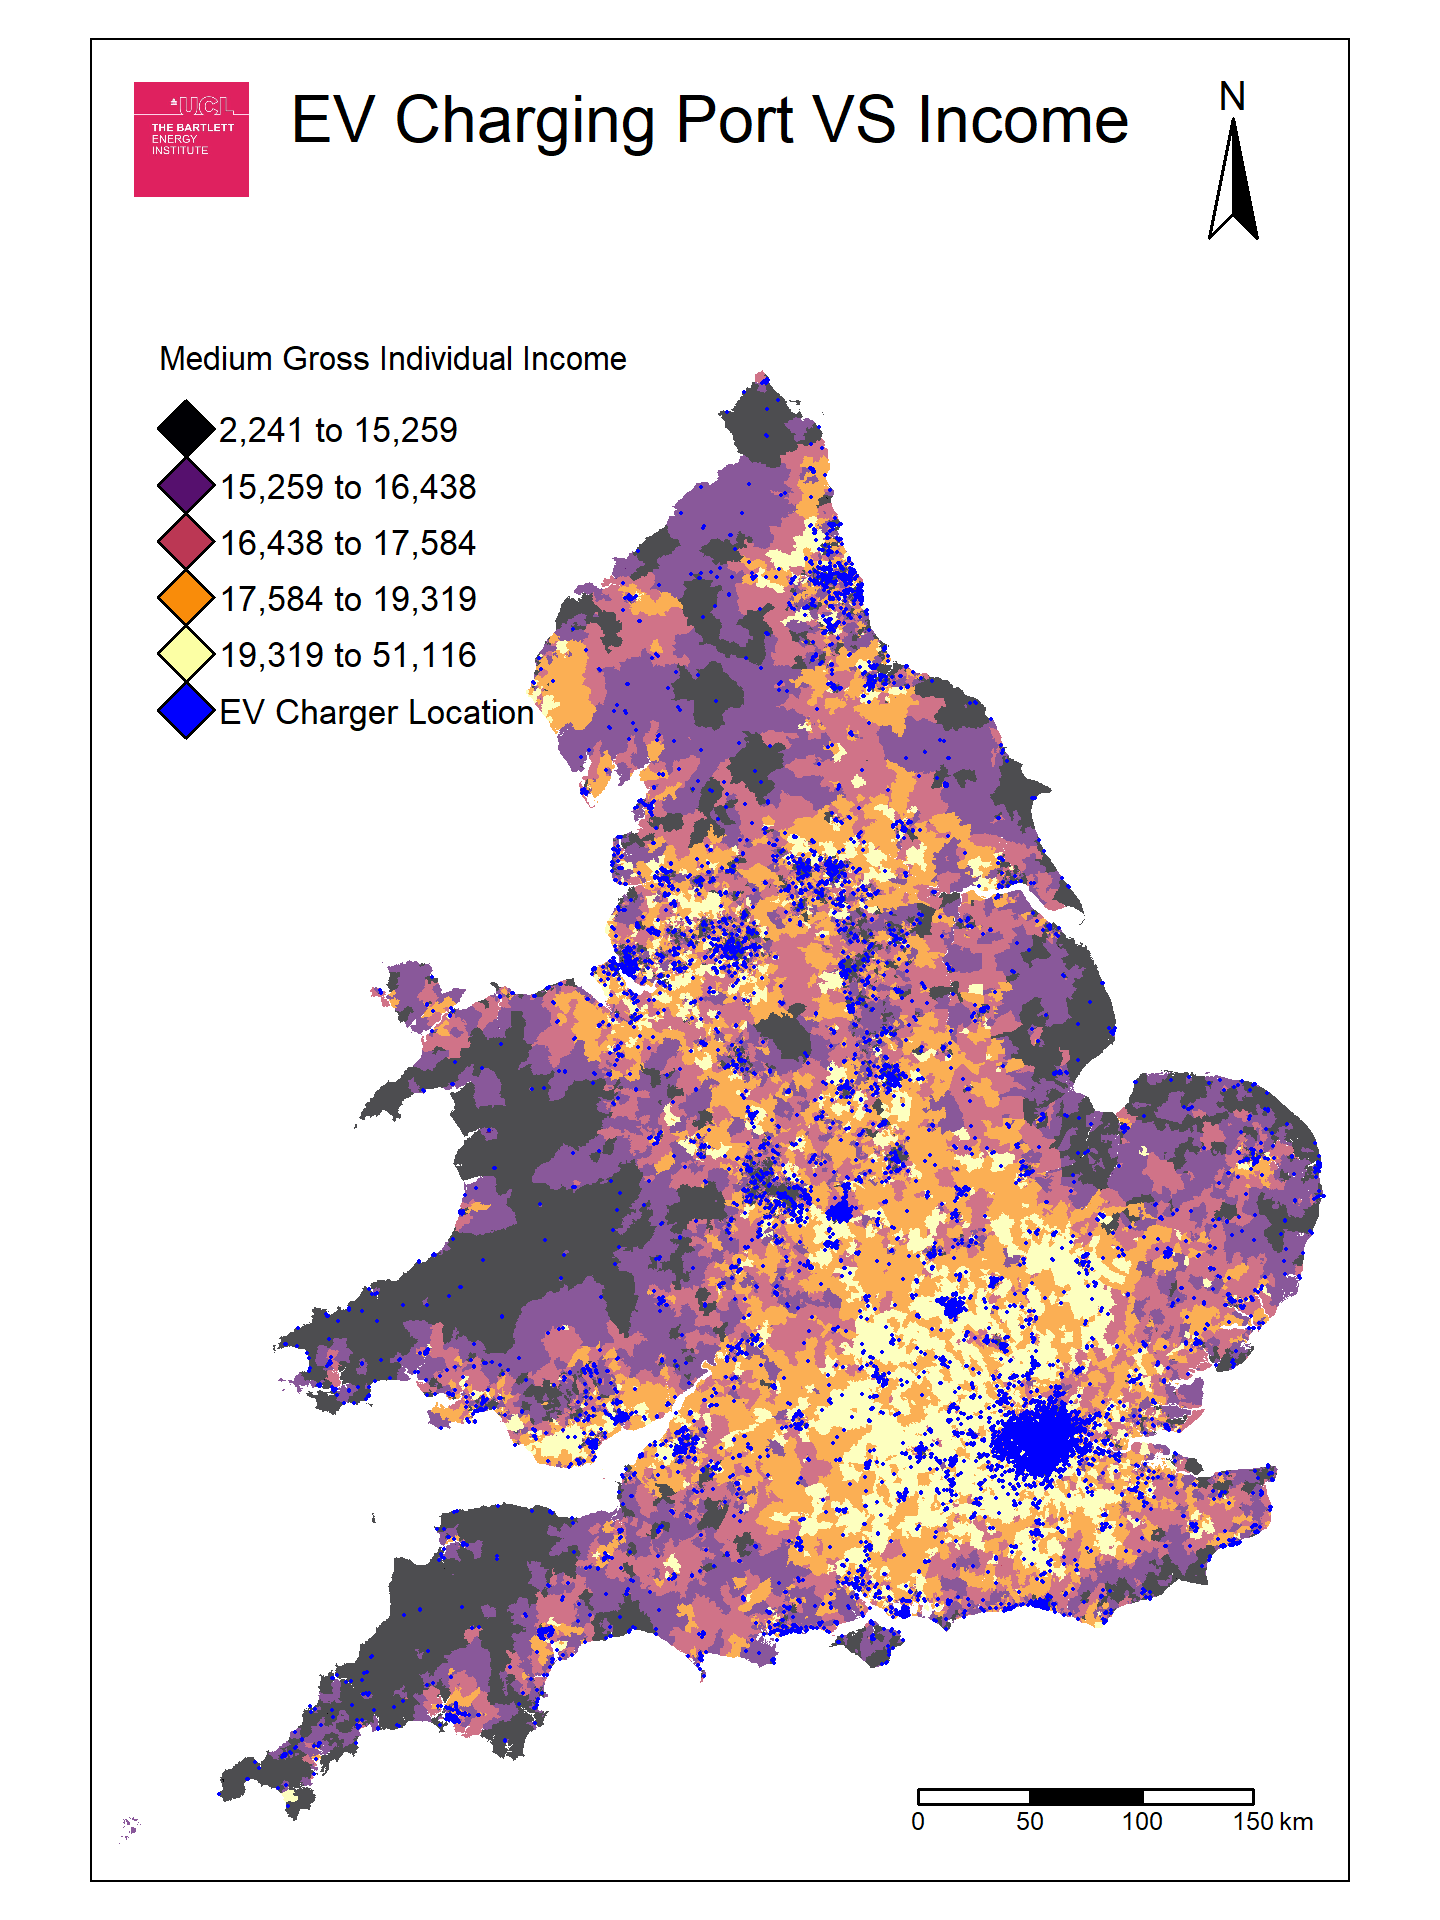 UCL
THE BARTLETT
ENERGY
INSTITUTE
EV Charging Port VS Income
N
Medium Gross Individual Income
2,241 to 15,259
15,259 to 16,438
16,438 to 17,584
17,584 to 19,319
19,319 to 51,116
EV Charger Location
0 50 100 150 km